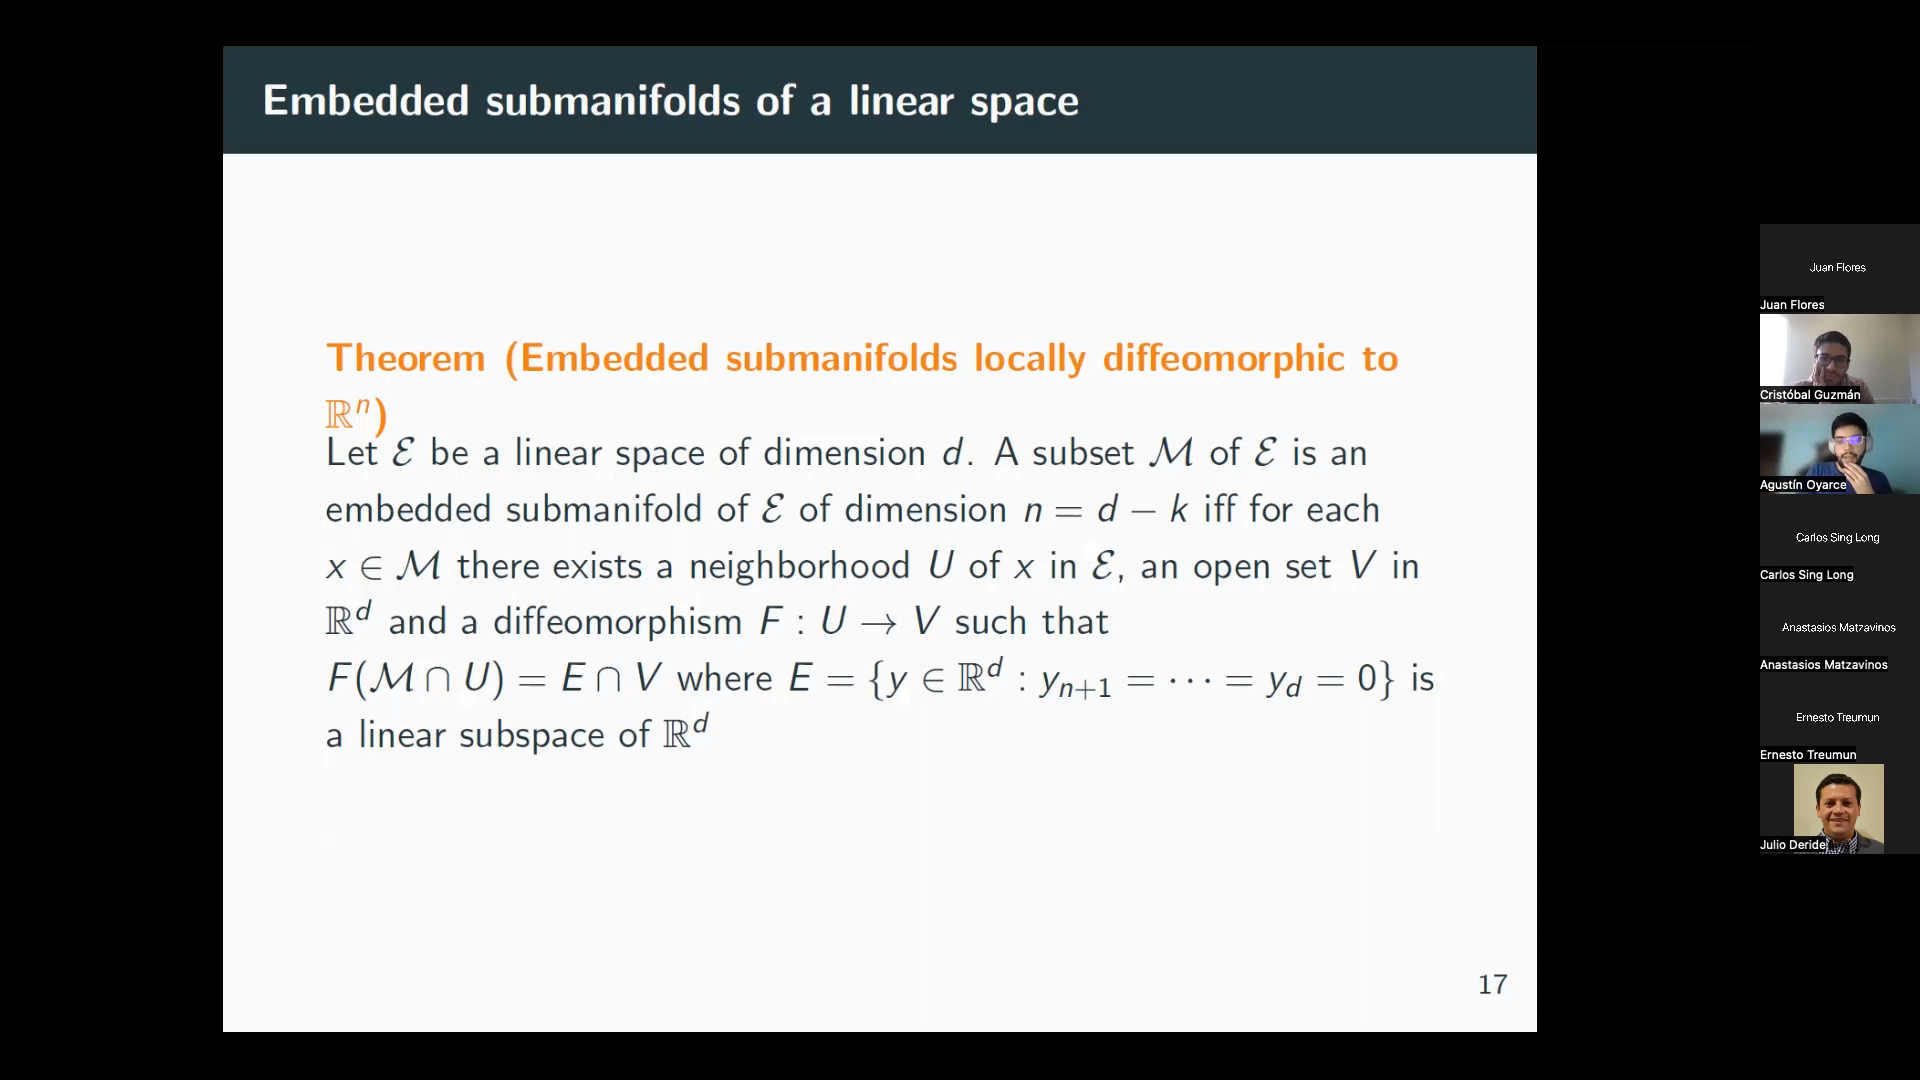 Embedded submanifolds of a linear space
Theorem (Embedded submanifolds locally diffeomorphic to
ℝⁿ)
Let ℰ be a linear space of dimension d. A subset ℳ of ℰ is an
embedded submanifold of ℰ of dimension n = d − k iff for each
x ∈ ℳ there exists a neighborhood U of x in ℰ, an open set V in
ℝᵈ and a diffeomorphism F : U → V such that
F(ℳ ∩ U) = E ∩ V where E = {y ∈ ℝᵈ : yₙ₊₁ = ⋯ = y_d = 0} is
a linear subspace of ℝᵈ
17
Juan Flores
Juan Flores
Cristóbal Guzmán
Agustín Oyarce
Carlos Sing Long
Carlos Sing Long
Anastasios Matzavinos
Anastasios Matzavinos
Ernesto Treumun
Ernesto Treumun
Julio Deride